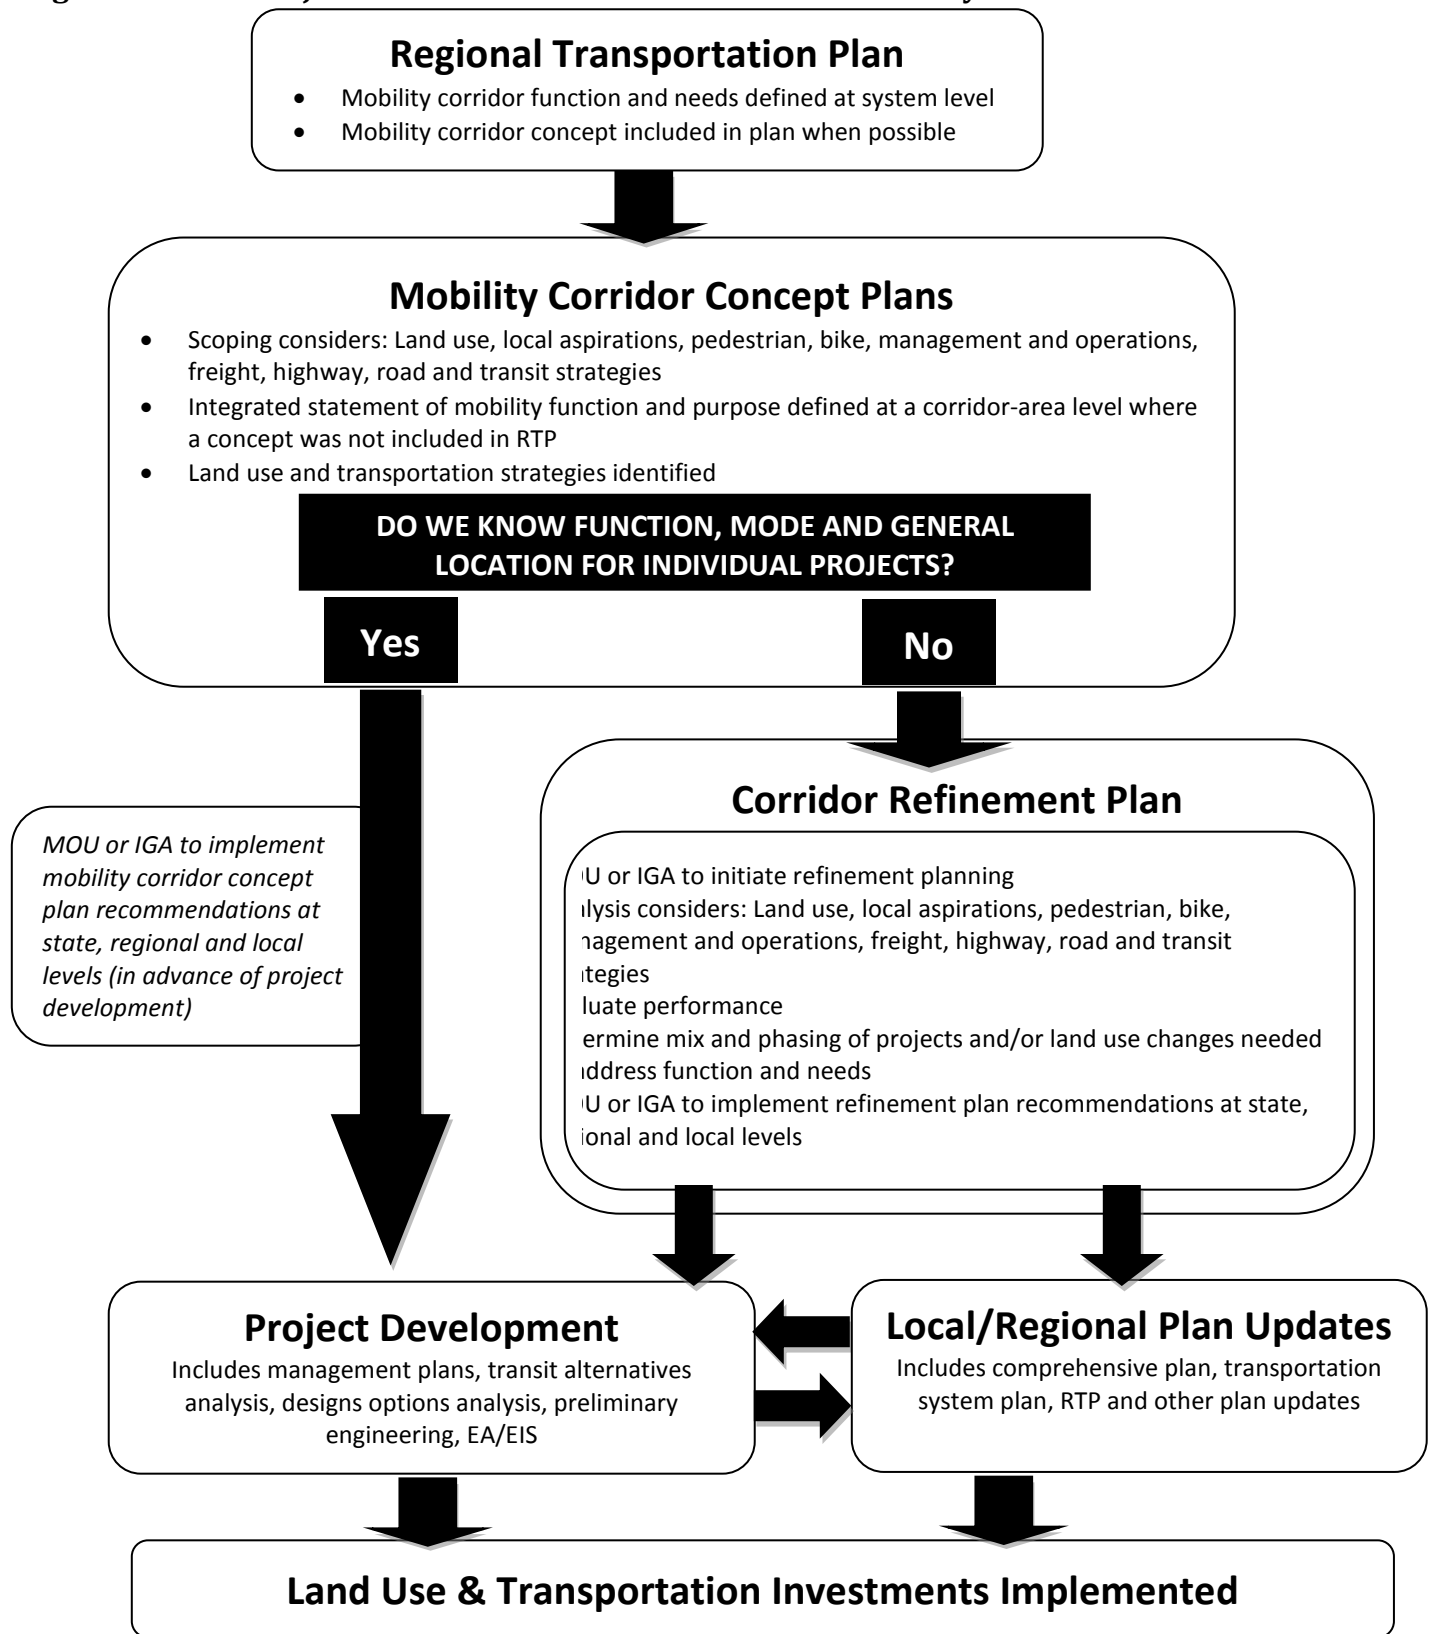 Regional Transportation Plan
• Mobility corridor function and needs defined at system level
• Mobility corridor concept included in plan when possible
Mobility Corridor Concept Plans
• Scoping considers: Land use, local aspirations, pedestrian, bike, management and operations,
freight, highway, road and transit strategies
• Integrated statement of mobility function and purpose defined at a corridor-area level where
a concept was not included in RTP
• Land use and transportation strategies identified
DO WE KNOW FUNCTION, MODE AND GENERAL
LOCATION FOR INDIVIDUAL PROJECTS?
Yes
No
MOU or IGA to implement
mobility corridor concept
plan recommendations at
state, regional and local
levels (in advance of project
development)
Corridor Refinement Plan
U or IGA to initiate refinement planning
lysis considers: Land use, local aspirations, pedestrian, bike,
nagement and operations, freight, highway, road and transit
tegies
luate performance
ermine mix and phasing of projects and/or land use changes needed
address function and needs
U or IGA to implement refinement plan recommendations at state,
ional and local levels
Project Development
Includes management plans, transit alternatives
analysis, designs options analysis, preliminary
engineering, EA/EIS
Local/Regional Plan Updates
Includes comprehensive plan, transportation
system plan, RTP and other plan updates
Land Use & Transportation Investments Implemented